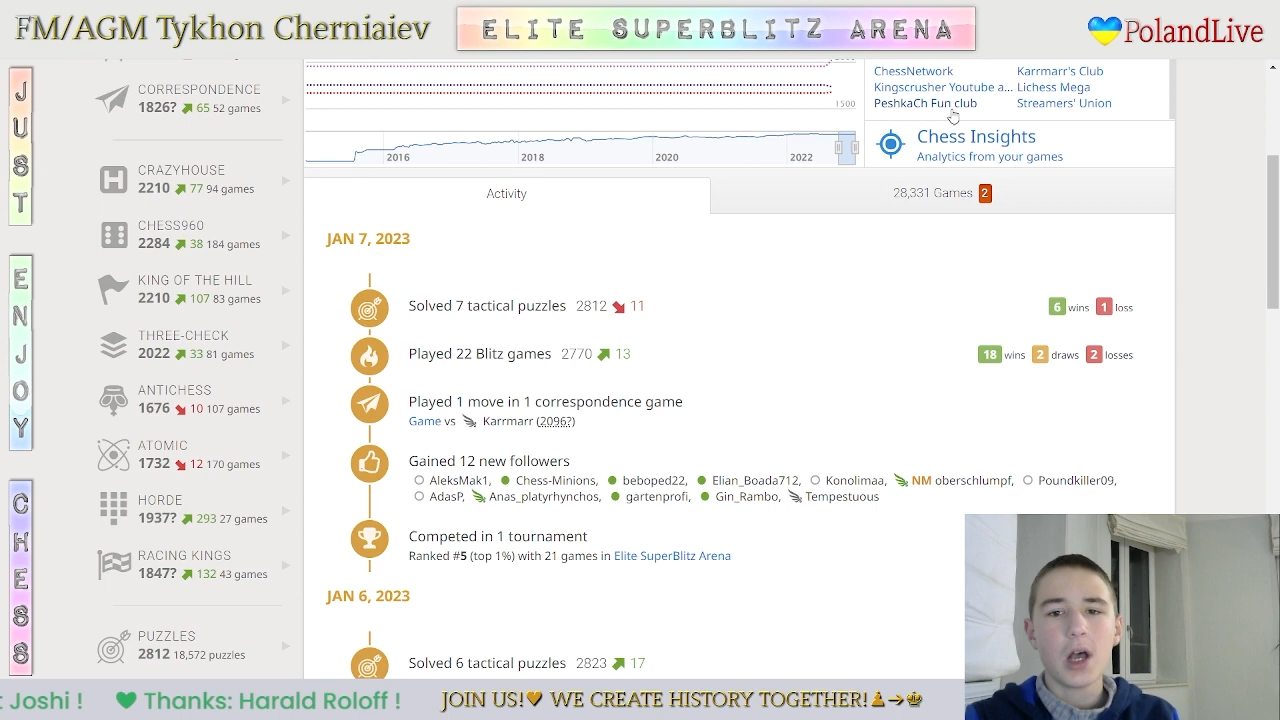 FM/AGM Tykhon Cherniaiev
ELITE SUPERBLITZ ARENA
PolandLive
JUST
ENJOY
CHESS
CORRESPONDENCE
1826? 65 52 games
CRAZYHOUSE
2210 77 94 games
CHESS960
2284 38 184 games
KING OF THE HILL
2210 107 83 games
THREE-CHECK
2022 33 81 games
ANTICHESS
1676 10 107 games
ATOMIC
1732 12 170 games
HORDE
1937? 293 27 games
RACING KINGS
1847? 132 43 games
PUZZLES
2812 18,572 puzzles
1500
2016 2018 2020 2022
ChessNetwork Karrmarr's Club
Kingscrusher Youtube a... Lichess Mega
PeshkaCh Fun club Streamers' Union
Chess Insights
Analytics from your games
Activity
28,331 Games 2
JAN 7, 2023
Solved 7 tactical puzzles 2812 11 6 wins 1 loss
Played 22 Blitz games 2770 13 18 wins 2 draws 2 losses
Played 1 move in 1 correspondence game
Game vs Karrmarr (2096?)
Gained 12 new followers
AleksMak1, Chess-Minions, beboped22, Elian_Boada712, Konolimaa, NM oberschlumpf, Poundkiller09,
AdasP, Anas_platyrhynchos, gartenprofi, Gin_Rambo, Tempestuous
Competed in 1 tournament
Ranked #5 (top 1%) with 21 games in Elite SuperBlitz Arena
JAN 6, 2023
Solved 6 tactical puzzles 2823 17
: Joshi ! Thanks: Harald Roloff ! JOIN US! WE CREATE HISTORY TOGETHER!